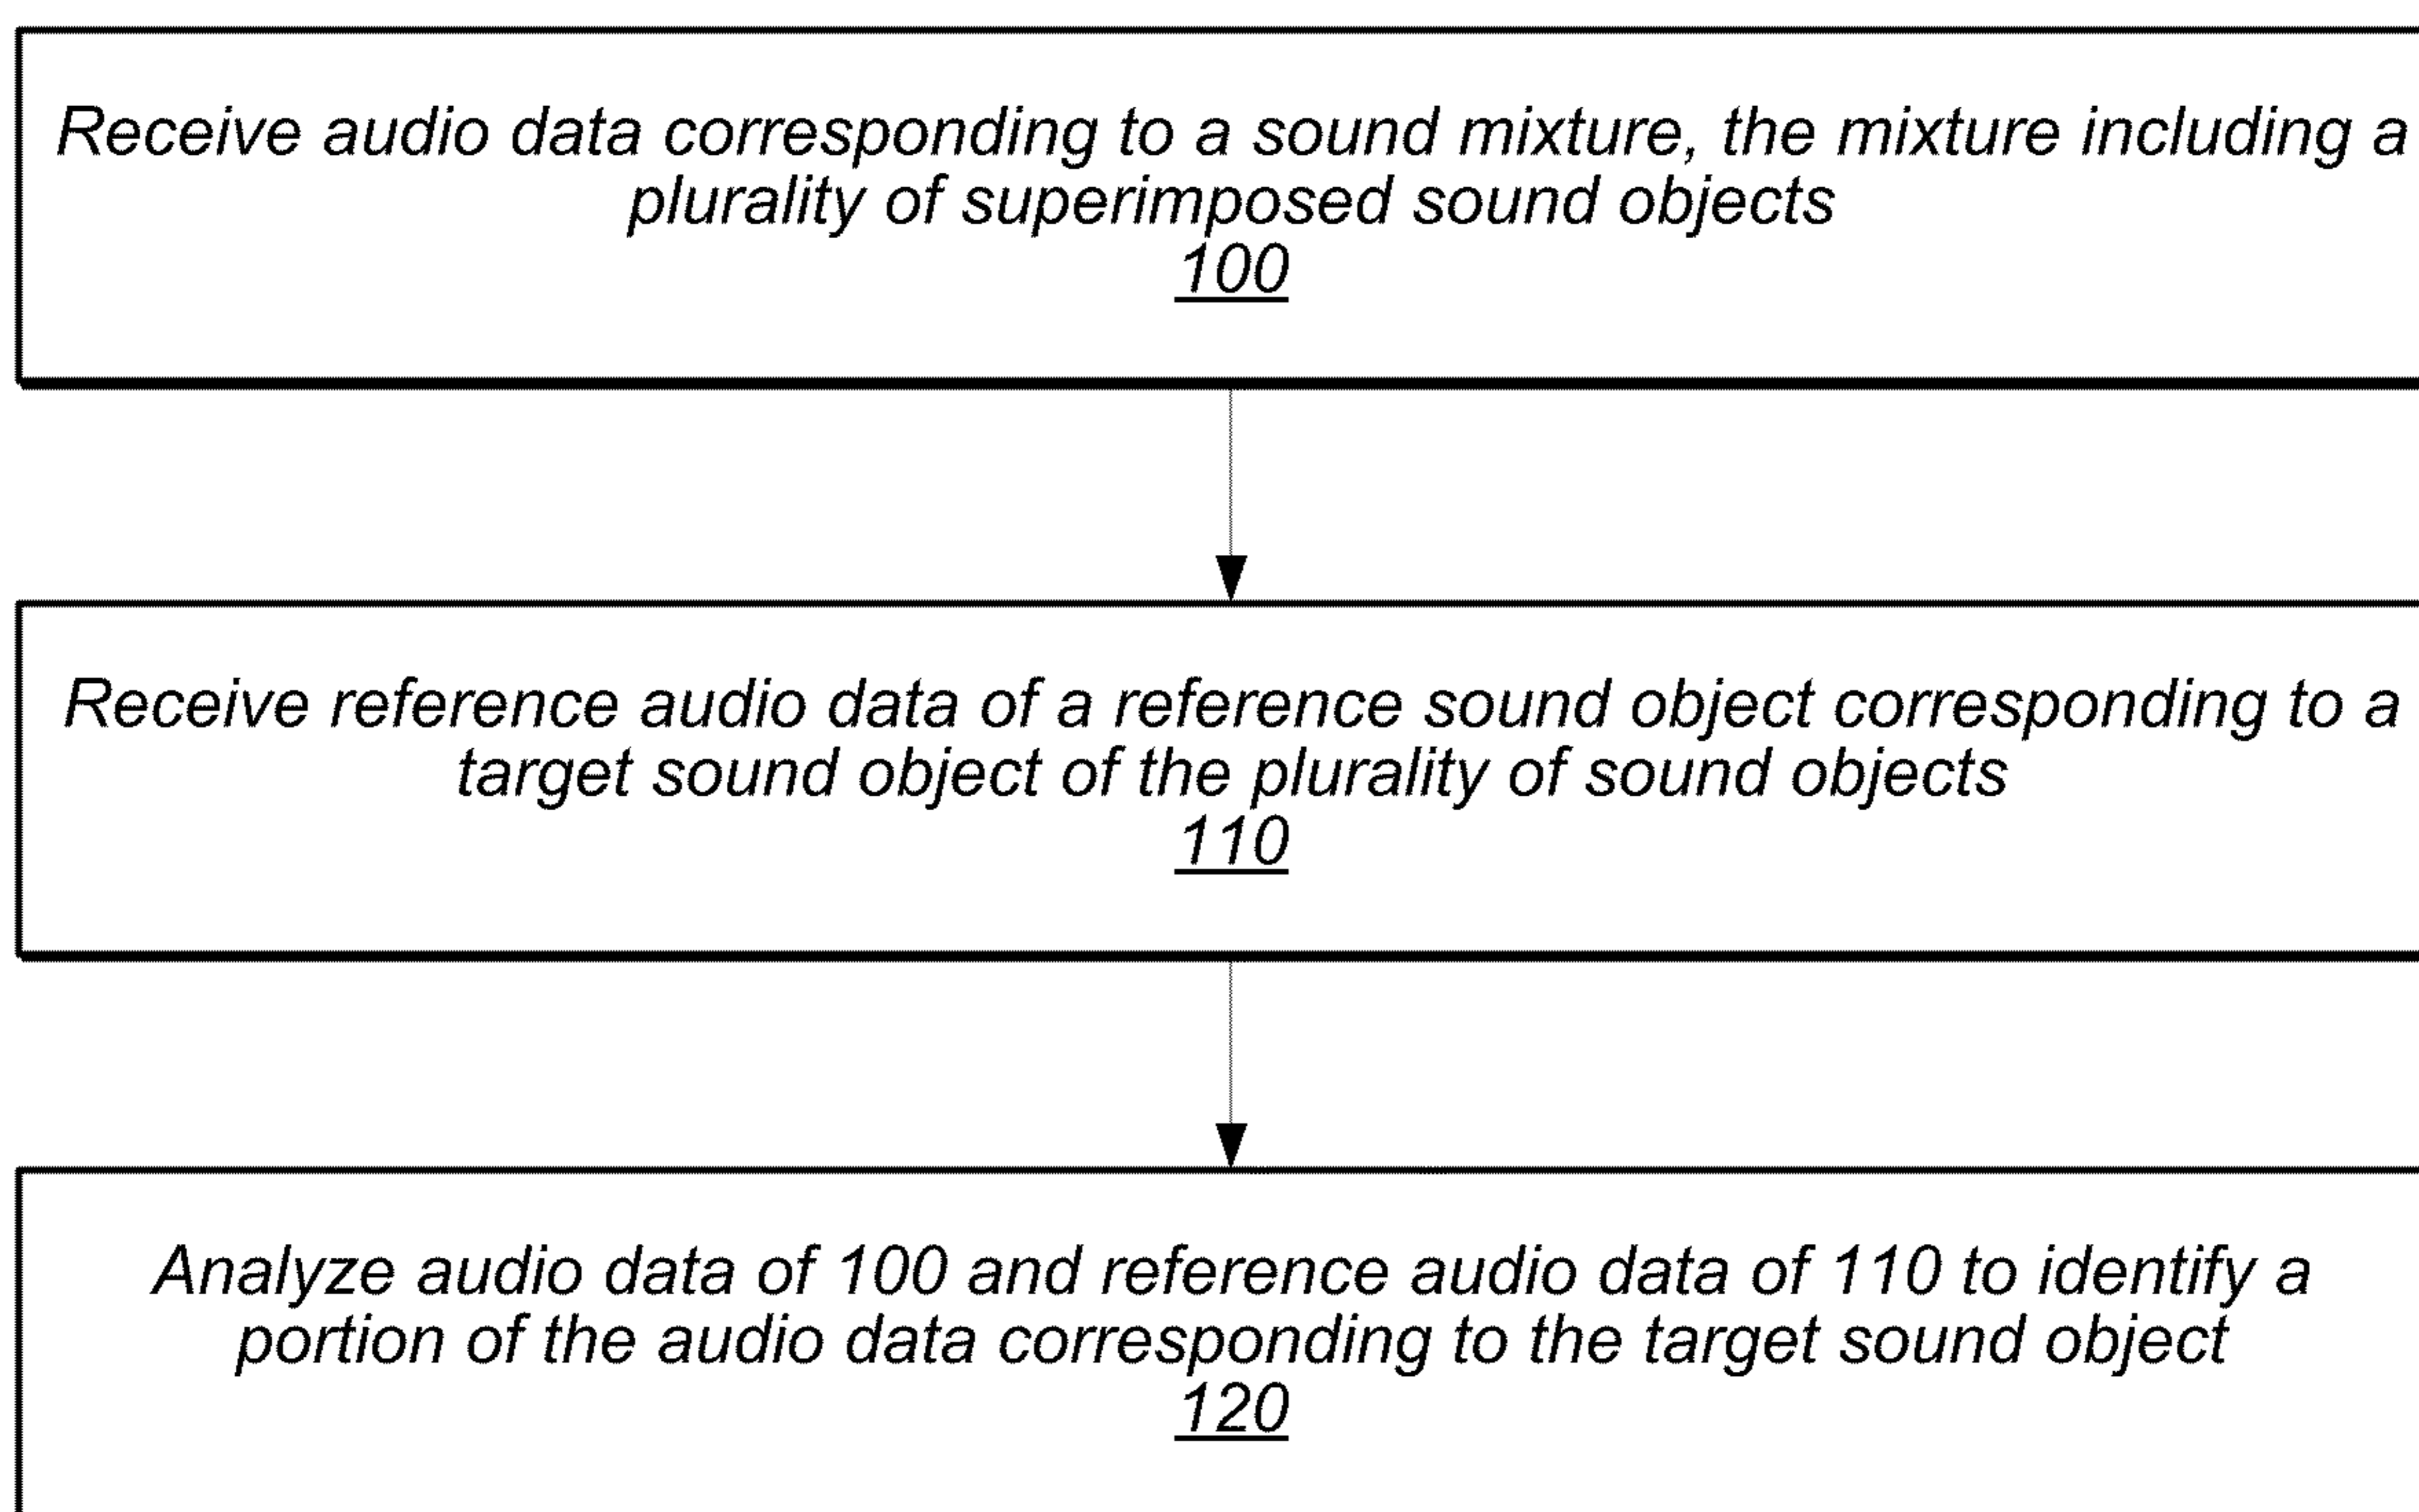 Receive audio data corresponding to a sound mixture, the mixture including a
plurality of superimposed sound objects
100
Receive reference audio data of a reference sound object corresponding to a
target sound object of the plurality of sound objects
110
Analyze audio data of 100 and reference audio data of 110 to identify a
portion of the audio data corresponding to the target sound object
120